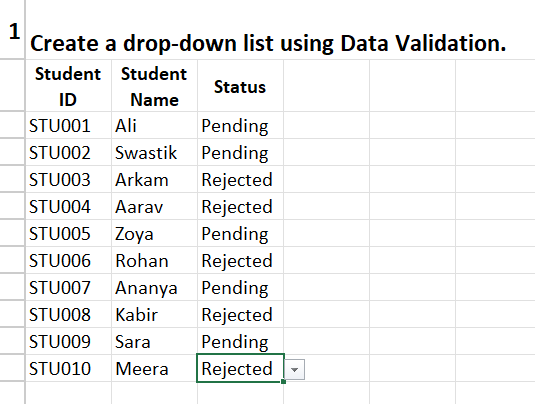 1 Create a drop-down list using Data Validation.
Student ID Student Name Status
STU001 Ali Pending
STU002 Swastik Pending
STU003 Arkam Rejected
STU004 Aarav Rejected
STU005 Zoya Pending
STU006 Rohan Rejected
STU007 Ananya Pending
STU008 Kabir Rejected
STU009 Sara Pending
STU010 Meera Rejected